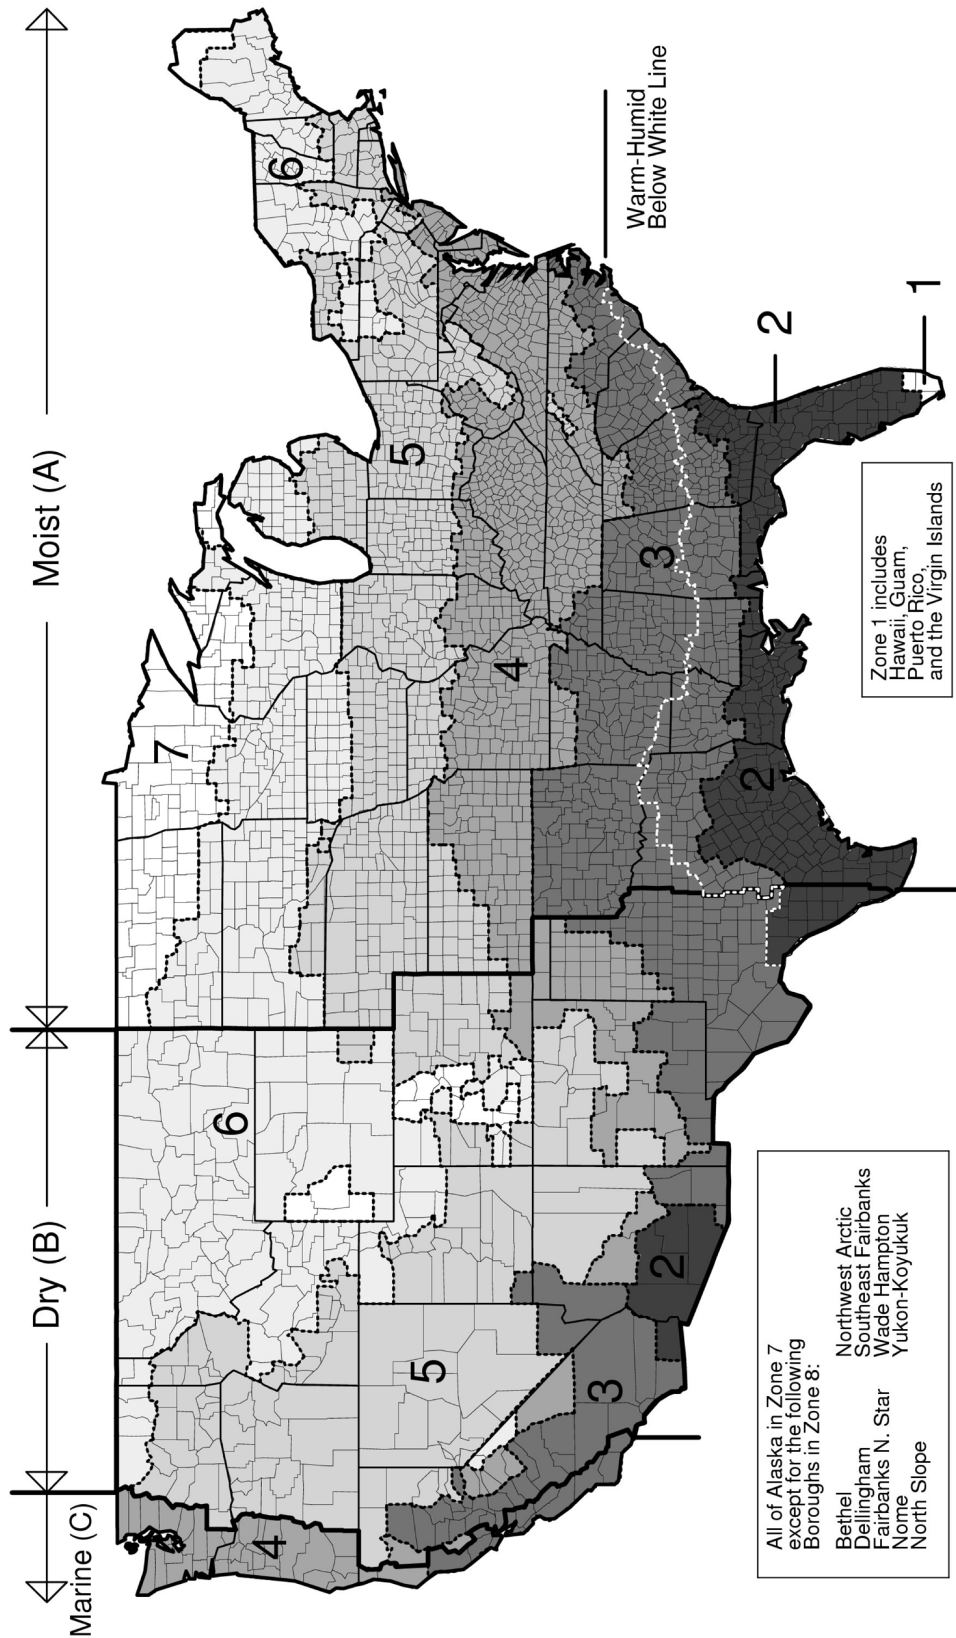 Marine (C)
Dry (B)
Moist (A)
7
6
6
5
5
4
4
3
3
2
2
2
1
Warm-Humid
Below White Line
All of Alaska in Zone 7
except for the following
Boroughs in Zone 8:
Bethel
Dellingham
Fairbanks N. Star
Nome
North Slope
Northwest Arctic
Southeast Fairbanks
Wade Hampton
Yukon-Koyukuk
Zone 1 includes
Hawaii, Guam,
Puerto Rico,
and the Virgin Islands